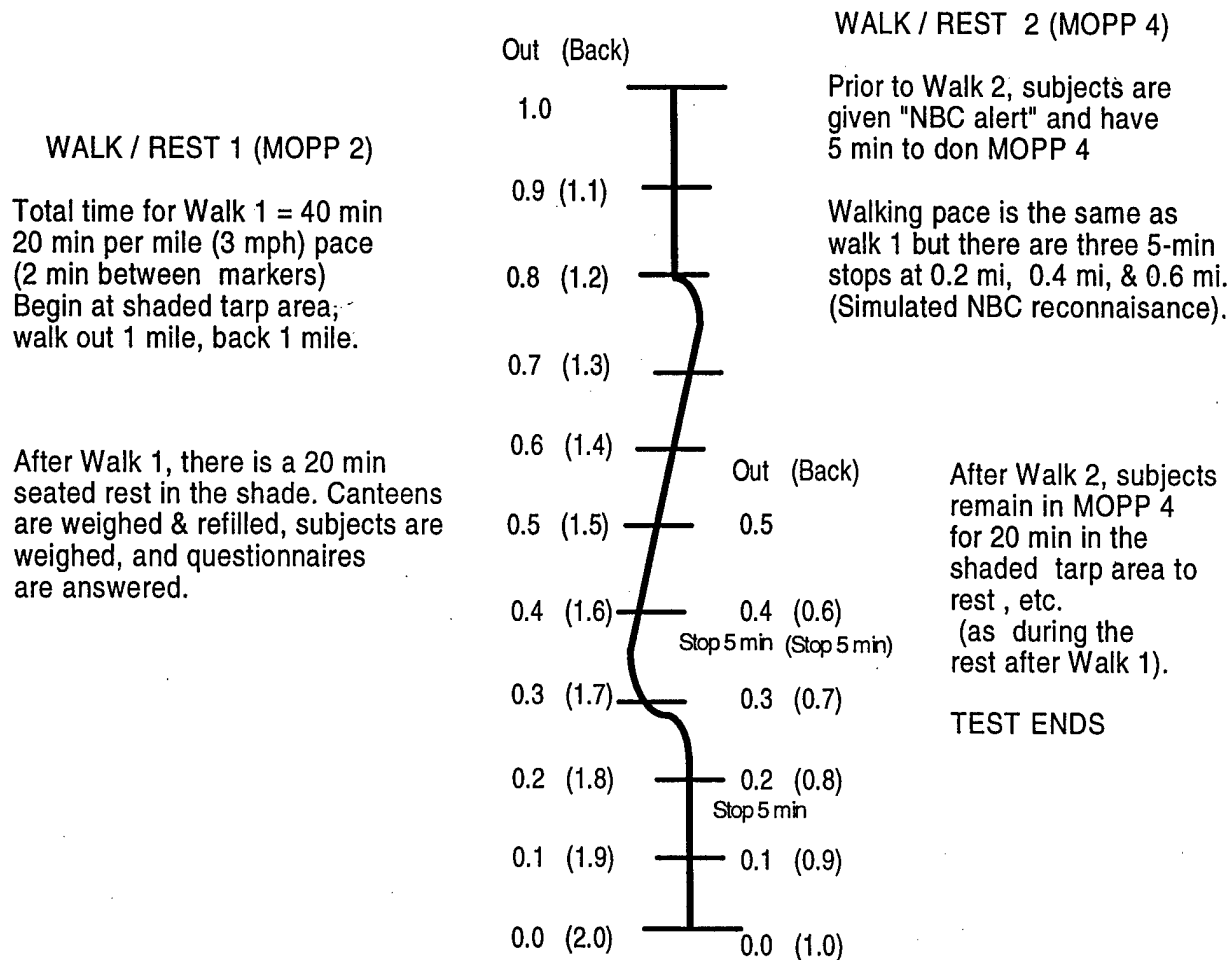 WALK / REST 1 (MOPP 2)
Total time for Walk 1 = 40 min
20 min per mile (3 mph) pace
(2 min between markers)
Begin at shaded tarp area;
walk out 1 mile, back 1 mile.
After Walk 1, there is a 20 min
seated rest in the shade. Canteens
are weighed & refilled, subjects are
weighed, and questionnaires
are answered.
Out (Back)
1.0
0.9 (1.1)
0.8 (1.2)
0.7 (1.3)
0.6 (1.4)
0.5 (1.5)
0.4 (1.6)
0.3 (1.7)
0.2 (1.8)
0.1 (1.9)
0.0 (2.0)
Out (Back)
0.5
0.4 (0.6)
Stop 5 min (Stop 5 min)
0.3 (0.7)
0.2 (0.8)
Stop 5 min
0.1 (0.9)
0.0 (1.0)
WALK / REST 2 (MOPP 4)
Prior to Walk 2, subjects are
given "NBC alert" and have
5 min to don MOPP 4
Walking pace is the same as
walk 1 but there are three 5-min
stops at 0.2 mi, 0.4 mi, & 0.6 mi.
(Simulated NBC reconnaisance).
After Walk 2, subjects
remain in MOPP 4
for 20 min in the
shaded tarp area to
rest , etc.
(as during the
rest after Walk 1).
TEST ENDS